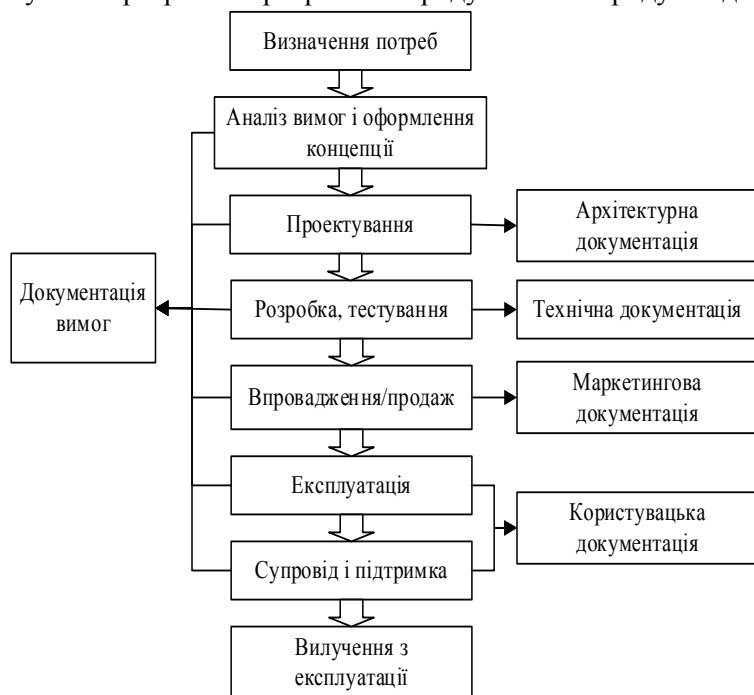 Визначення потреб
Аналіз вимог і оформлення
концепції
Проектування
Архітектурна
документація
Документація
вимог
Розробка, тестування
Технічна документація
Впровадження/продаж
Маркетингова
документація
Експлуатація
Користувацька
документація
Супровід і підтримка
Вилучення з
експлуатації